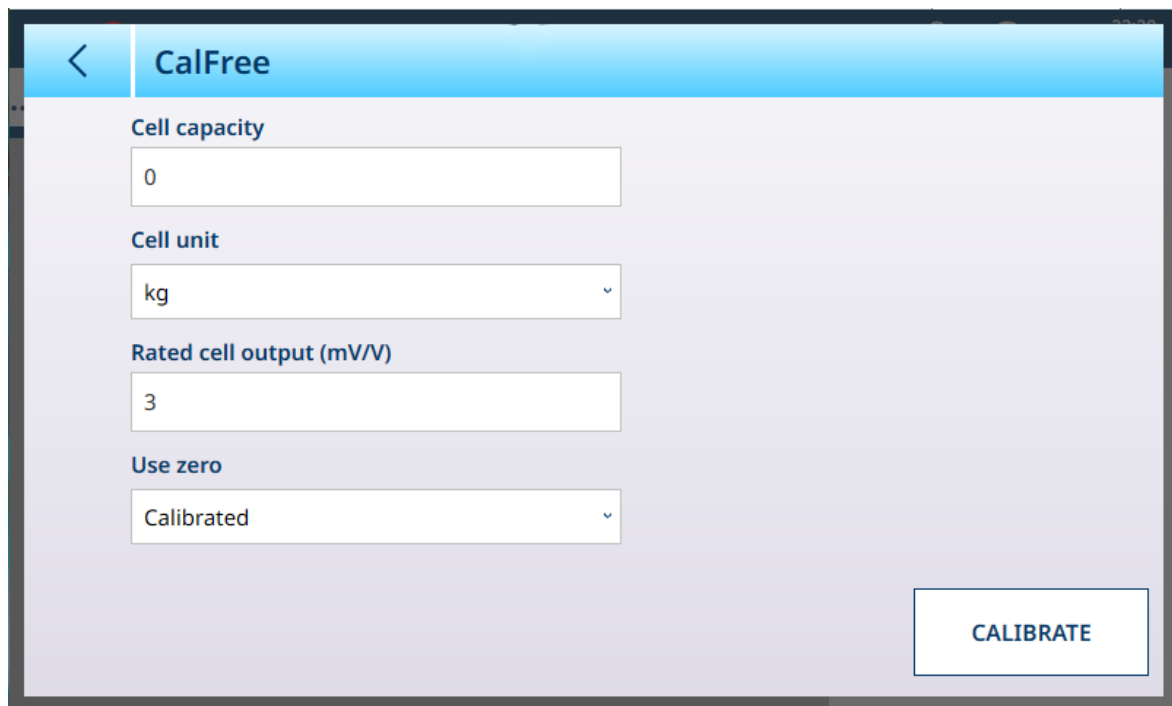 CalFree
Cell capacity
0
Cell unit
kg
Rated cell output (mV/V)
3
Use zero
Calibrated
CALIBRATE